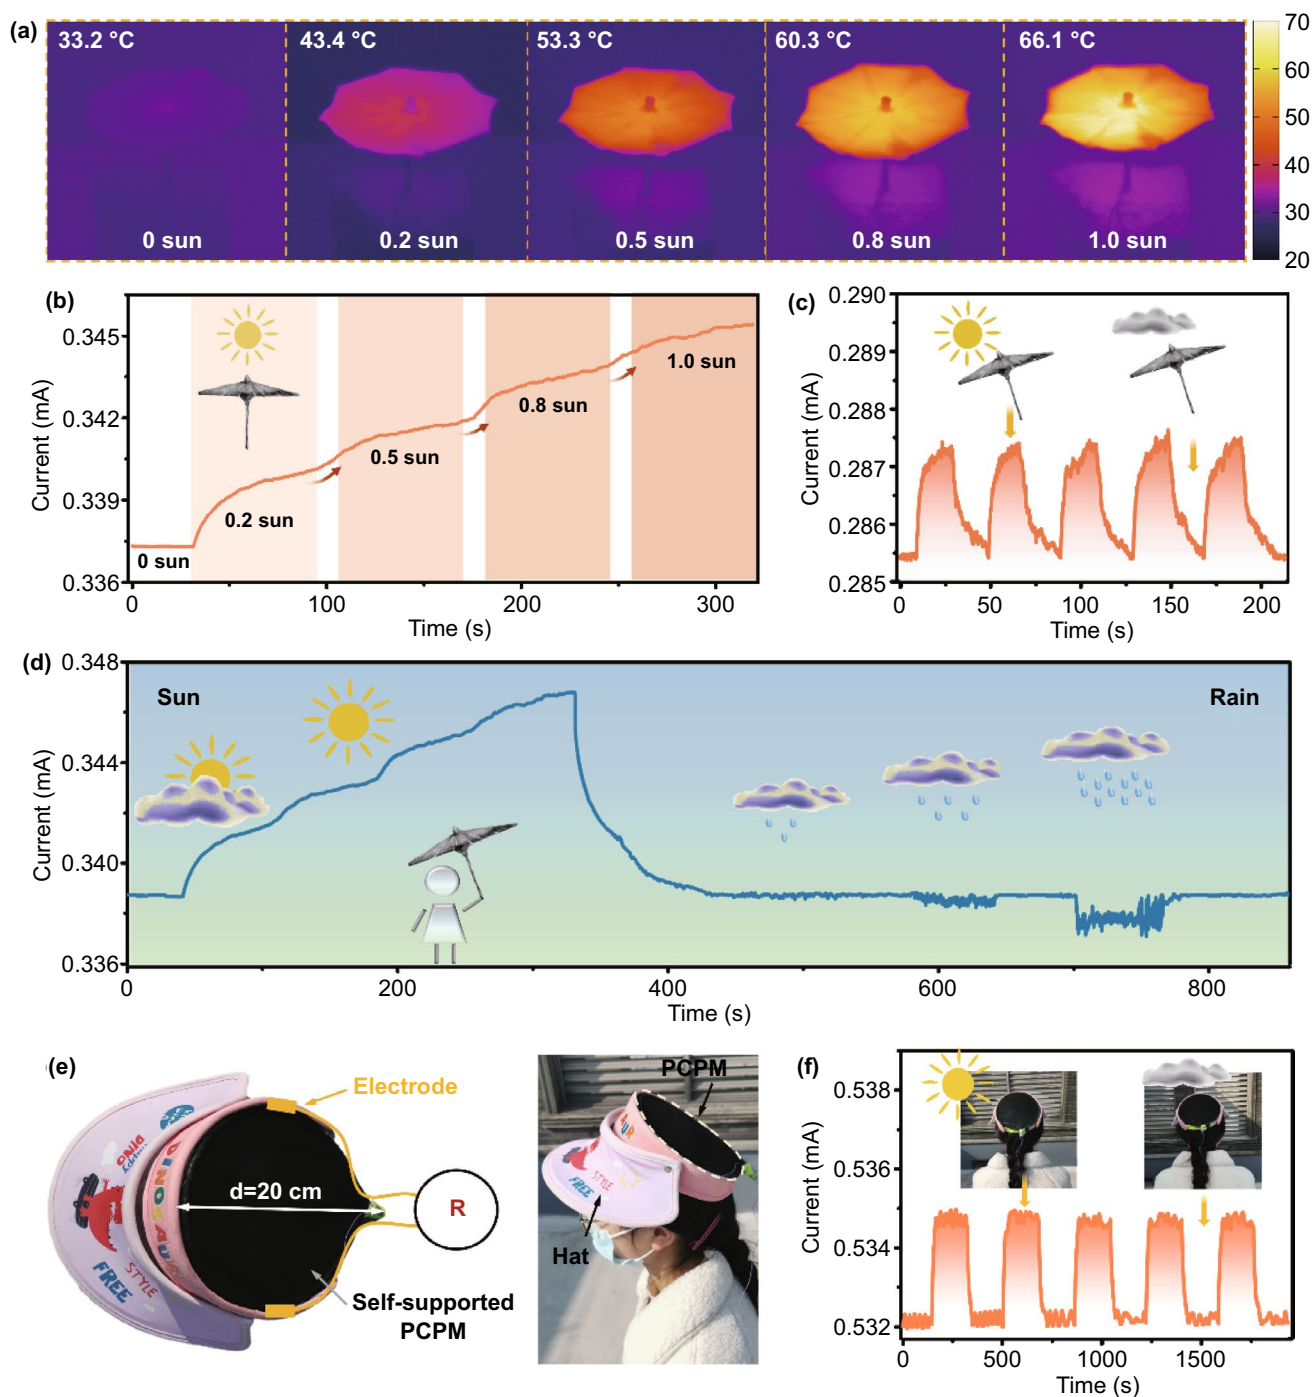 (a)
33.2 °C 43.4 °C 53.3 °C 60.3 °C 66.1 °C
0 sun 0.2 sun 0.5 sun 0.8 sun 1.0 sun
70
60
50
40
30
20
(b)
Current (mA)
0.345
0.342
0.339
0.336
0 sun
0.2 sun
0.5 sun
0.8 sun
1.0 sun
0 100 200 300
Time (s)
(c)
Current (mA)
0.290
0.289
0.288
0.287
0.286
0.285
0 50 100 150 200
Time (s)
(d)
Current (mA)
0.348
0.344
0.340
0.336
Sun
Rain
0 200 400 600 800
Time (s)
(e)
Electrode
d=20 cm
R
Self-supported
PCPM
DINOSAUR
DINO
STYLE
FREE
PCPM
Hat
STYLE
FREE
(f)
Current (mA)
0.538
0.536
0.534
0.532
0 500 1000 1500
Time (s)